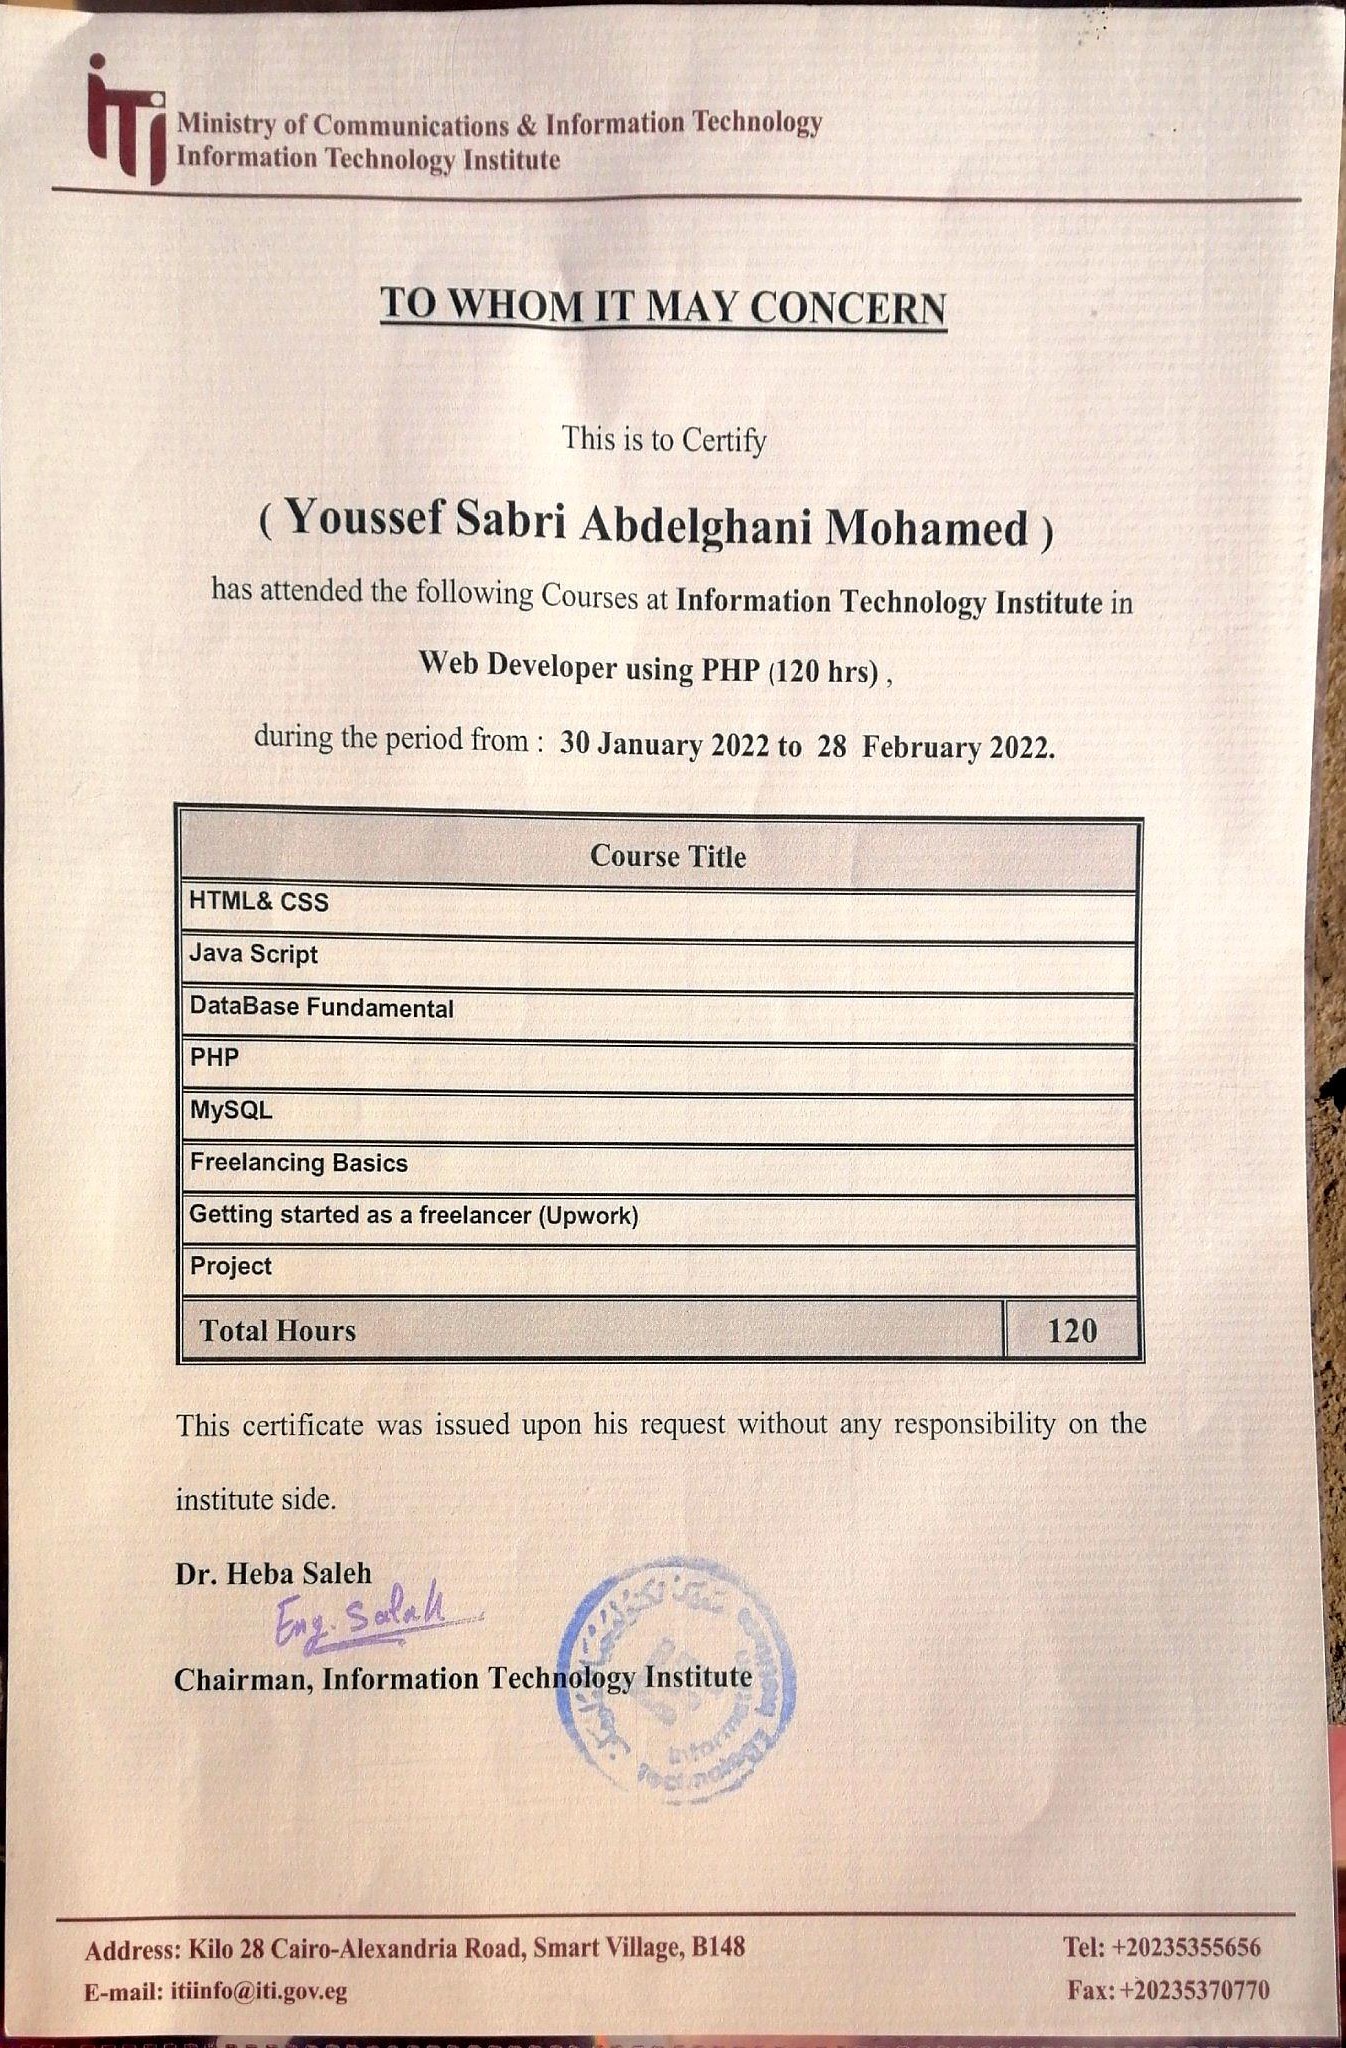 iTi
Ministry of Communications & Information Technology
Information Technology Institute
TO WHOM IT MAY CONCERN
This is to Certify
( Youssef Sabri Abdelghani Mohamed )
has attended the following Courses at Information Technology Institute in
Web Developer using PHP (120 hrs) ,
during the period from : 30 January 2022 to 28 February 2022.
Course Title
HTML& CSS
Java Script
DataBase Fundamental
PHP
MySQL
Freelancing Basics
Getting started as a freelancer (Upwork)
Project
Total Hours 120
This certificate was issued upon his request without any responsibility on the
institute side.
Dr. Heba Saleh
Eng. Salah
Chairman, Information Technology Institute
Information
Technology
Address: Kilo 28 Cairo-Alexandria Road, Smart Village, B148
Tel: +20235355656
E-mail: itiinfo@iti.gov.eg
Fax: +20235370770